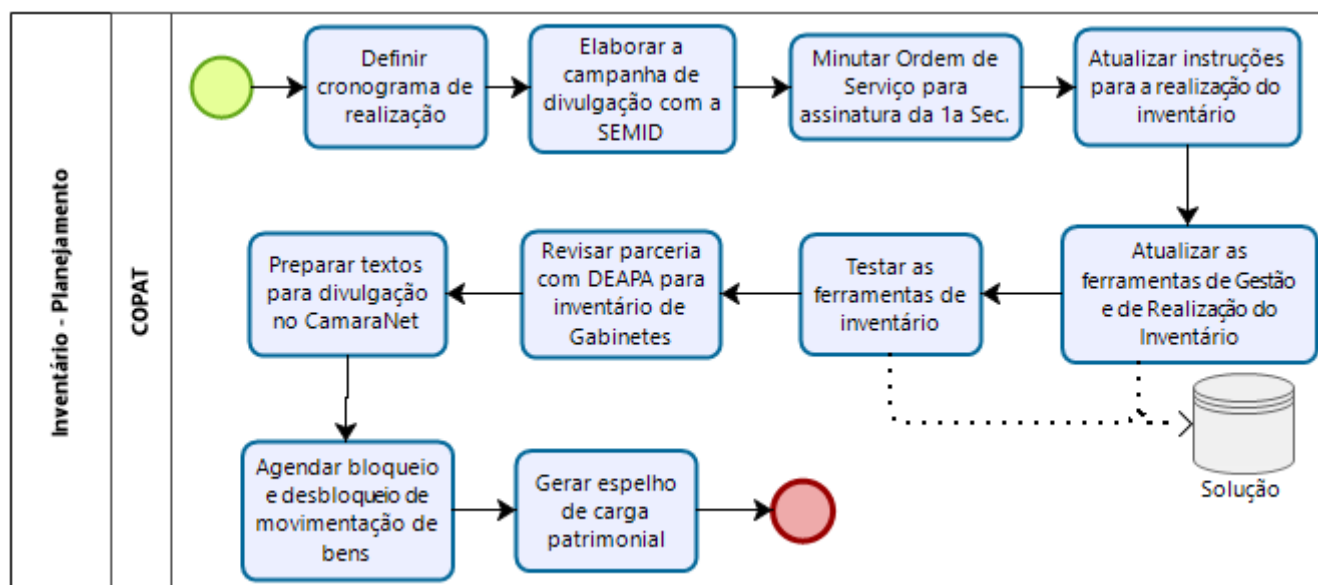 Inventário - Planejamento
COPAT
Definir
cronograma de
realização
Elaborar a
campanha de
divulgação com a
SEMID
Minutar Ordem de
Serviço para
assinatura da 1a Sec.
Atualizar instruções
para a realização do
inventário
Atualizar as
ferramentas de Gestão
e de Realização do
Inventário
Testar as
ferramentas de
inventário
Revisar parceria
com DEAPA para
inventário de
Gabinetes
Preparar textos
para divulgação
no CamaraNet
Solução
Agendar bloqueio
e desbloqueio de
movimentação de
bens
Gerar espelho
de carga
patrimonial